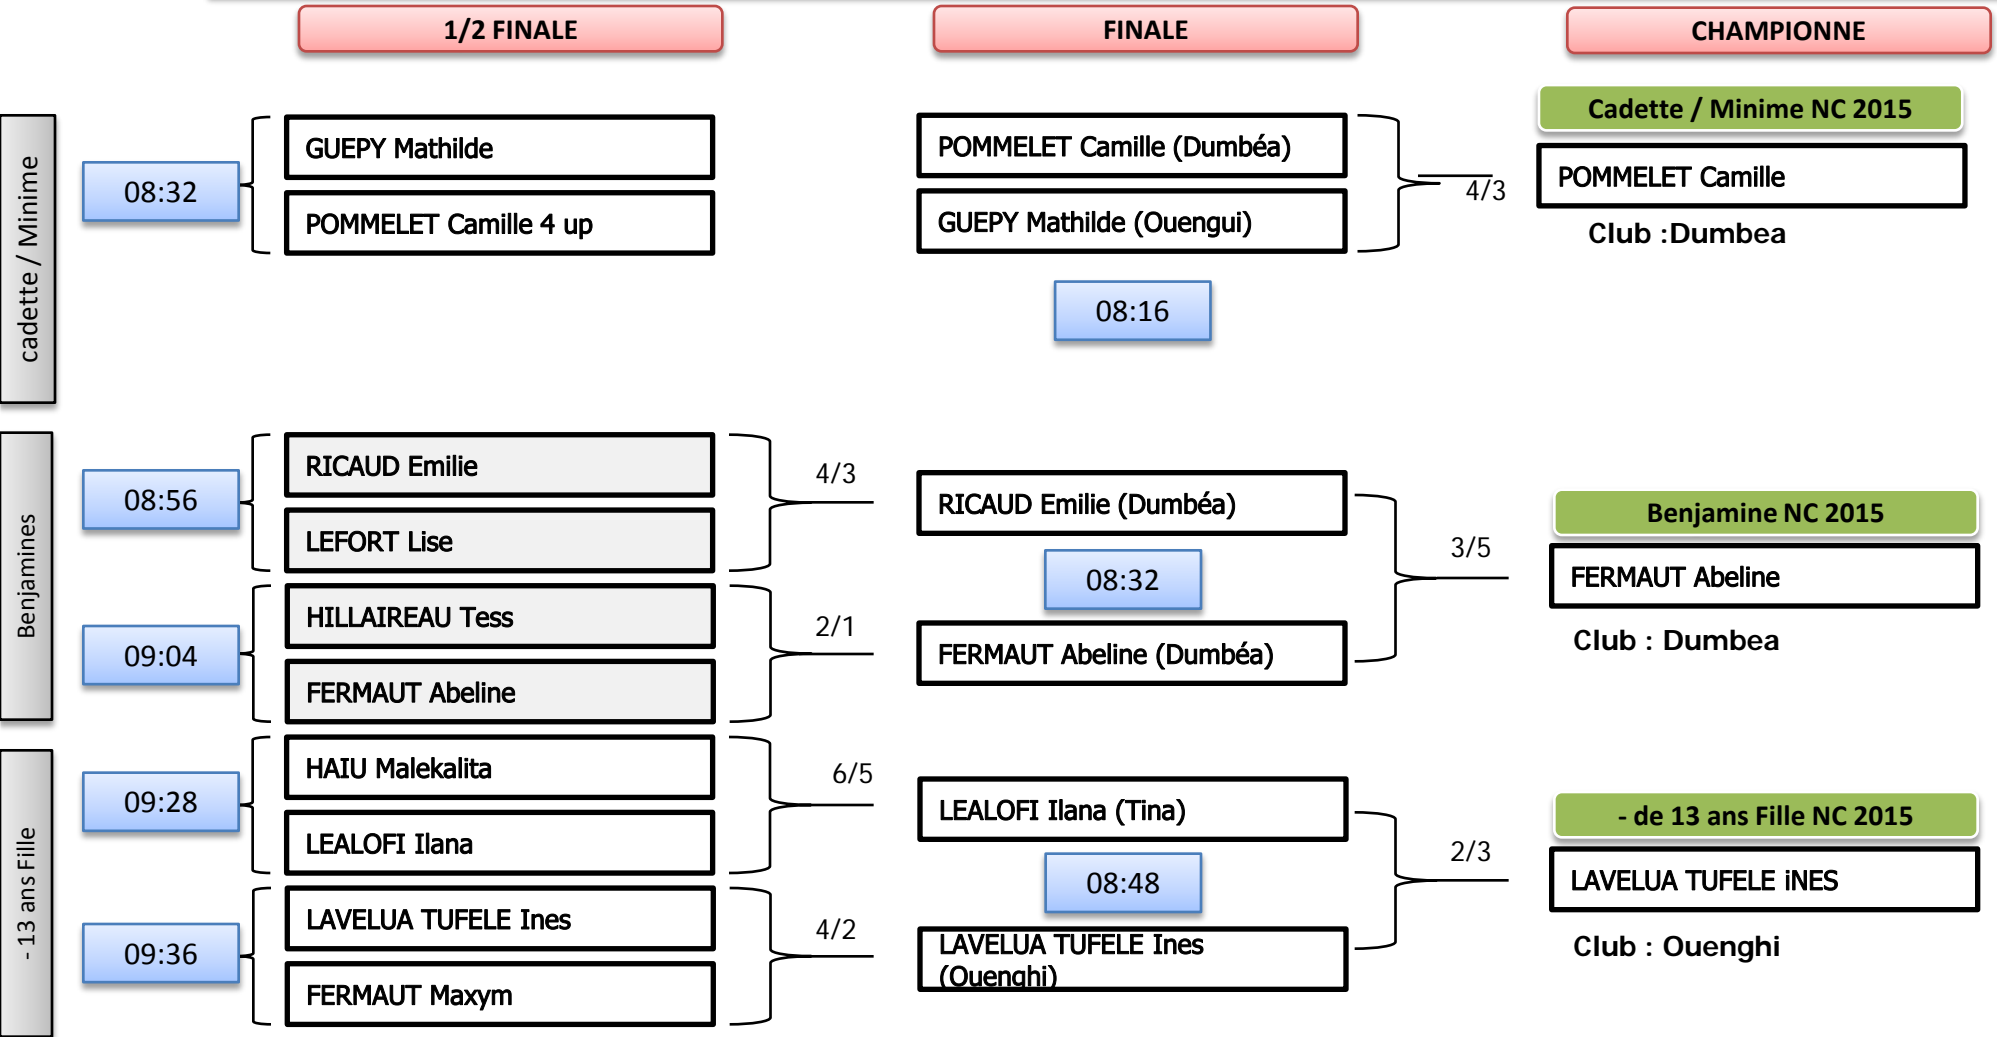 1/2 FINALE
FINALE
CHAMPIONNE
cadette / Minime
08:32
GUEPY Mathilde
POMMELET Camille 4 up
POMMELET Camille (Dumbéa)
GUEPY Mathilde (Ouengui)
08:16
4/3
Cadette / Minime NC 2015
POMMELET Camille
Club :Dumbea
Benjamines
08:56
RICAUD Emilie
LEFORT Lise
4/3
09:04
HILLAIREAU Tess
FERMAUT Abeline
2/1
RICAUD Emilie (Dumbéa)
08:32
FERMAUT Abeline (Dumbéa)
3/5
Benjamine NC 2015
FERMAUT Abeline
Club : Dumbea
- 13 ans Fille
09:28
HAIU Malekalita
LEALOFI Ilana
6/5
09:36
LAVELUA TUFELE Ines
FERMAUT Maxym
4/2
LEALOFI Ilana (Tina)
08:48
LAVELUA TUFELE Ines
(Ouenghi)
2/3
- de 13 ans Fille NC 2015
LAVELUA TUFELE iNES
Club : Ouenghi